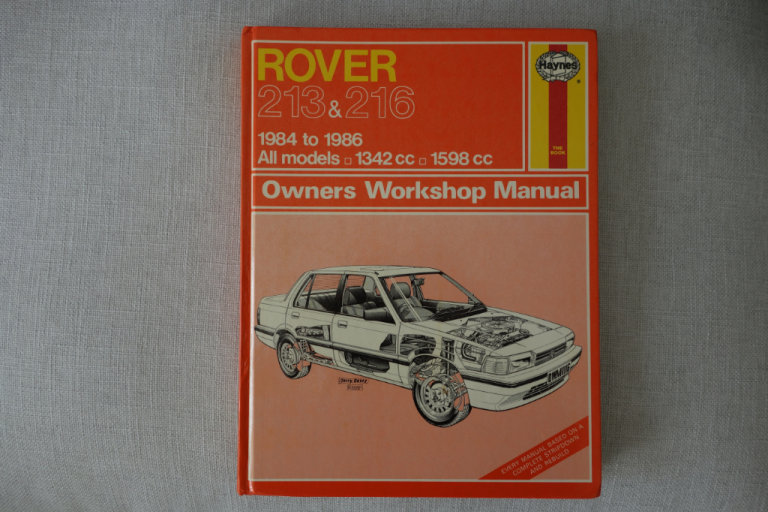 ROVER
213 & 216
1984 to 1986
All models □ 1342 cc □ 1598 cc
Haynes
®
THE
BOOK
Owners Workshop Manual
EVERY MANUAL BASED ON A
COMPLETE STRIPDOWN
AND REBUILD